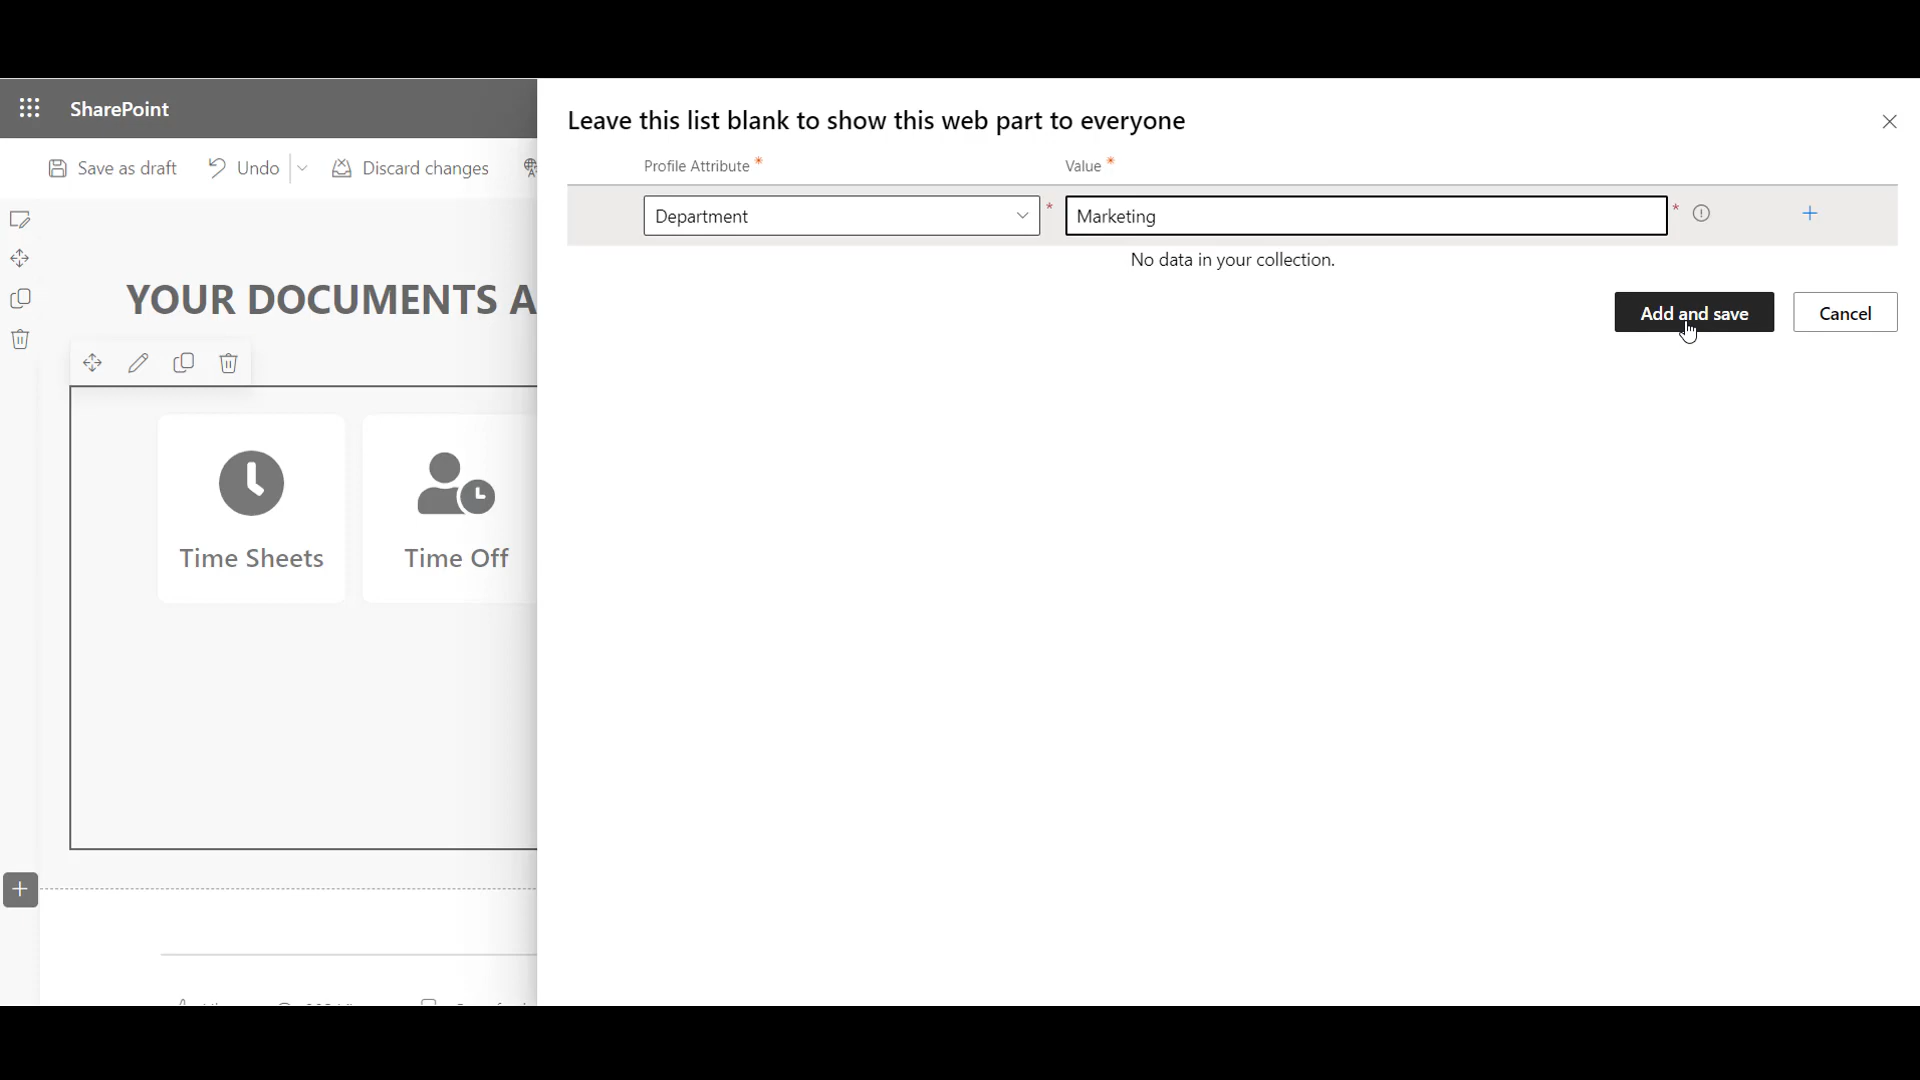 SharePoint
Save as draft
Undo
Discard changes
YOUR DOCUMENTS A
Time Sheets
Time Off
Leave this list blank to show this web part to everyone
Profile Attribute *
Value *
Department
*
Marketing
*
No data in your collection.
Add and save
Cancel